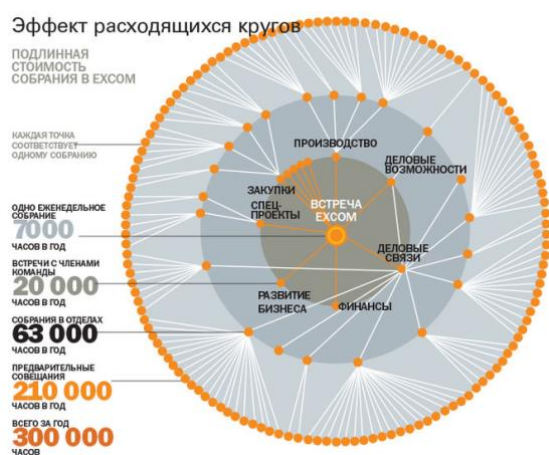 Эффект расходящихся кругов
ПОДЛИННАЯ
СТОИМОСТЬ
СОБРАНИЯ В EXCOM
КАЖДАЯ ТОЧКА
СООТВЕТСТВУЕТ
ОДНОМУ СОБРАНИЮ
ОДНО ЕЖЕНЕДЕЛЬНОЕ
СОБРАНИЕ
7000
ЧАСОВ В ГОД
ВСТРЕЧИ С ЧЛЕНАМИ
КОМАНДЫ
20 000
ЧАСОВ В ГОД
СОБРАНИЯ В ОТДЕЛАХ
63 000
ЧАСОВ В ГОД
ПРЕДВАРИТЕЛЬНЫЕ
СОВЕЩАНИЯ
210 000
ЧАСОВ В ГОД
ВСЕГО ЗА ГОД
300 000
ЧАСОВ
ПРОИЗВОДСТВО
ДЕЛОВЫЕ
ВОЗМОЖНОСТИ
ЗАКУПКИ
ВСТРЕЧА
EXCOM
СПЕЦ-
ПРОЕКТЫ
ДЕЛОВЫЕ
СВЯЗИ
РАЗВИТИЕ
БИЗНЕСА
ФИНАНСЫ